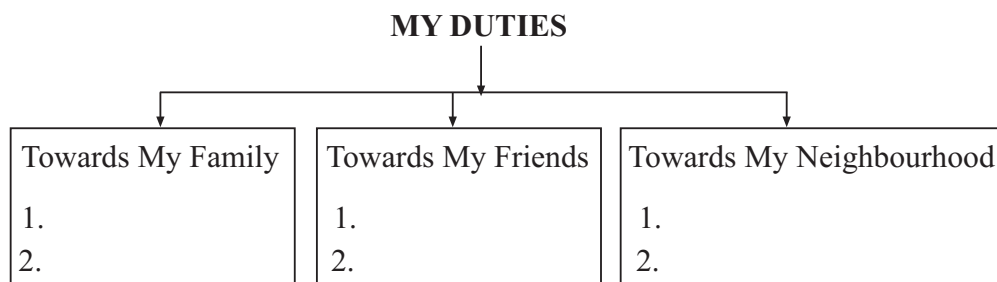 MY DUTIES
Towards My Family
1.
2.
Towards My Friends
1.
2.
Towards My Neighbourhood
1.
2.